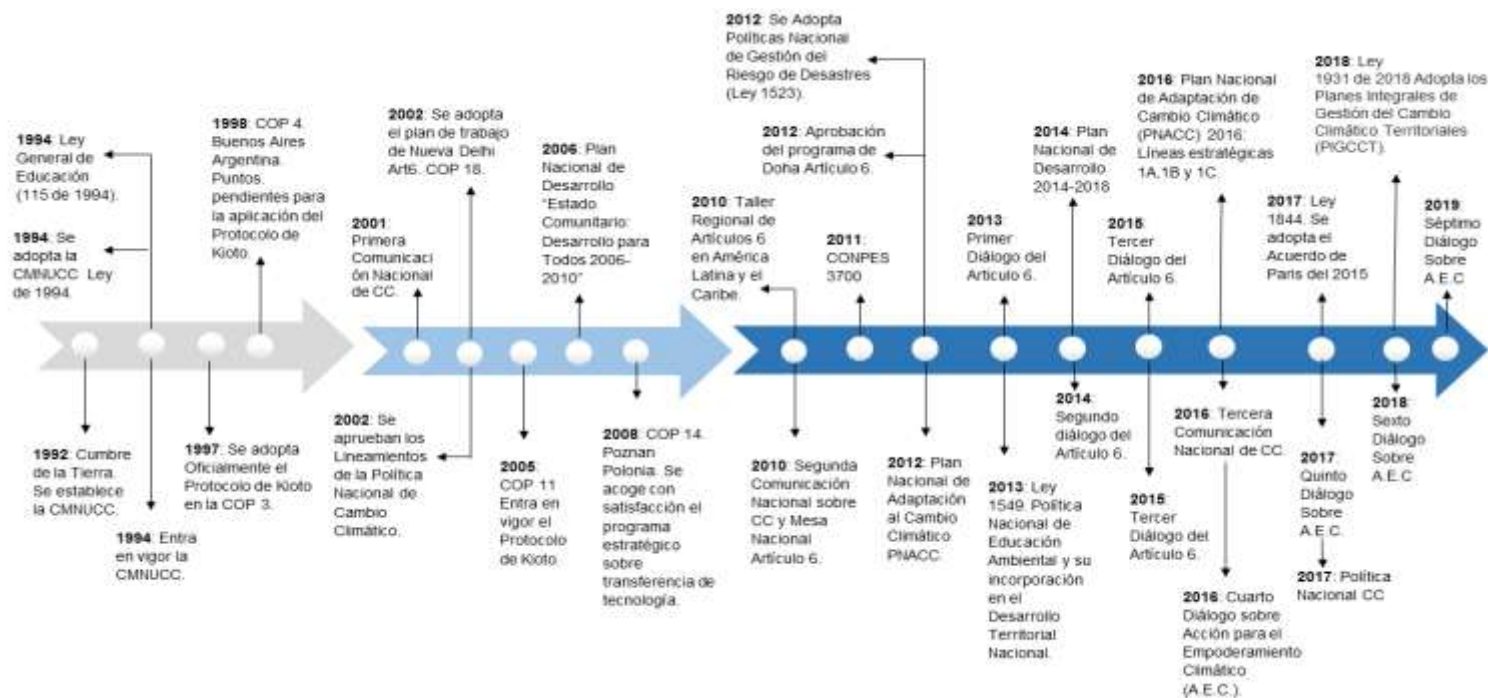 1994: Ley
General de
Educación
(115 de 1994).
1994: Se
adopta la
CMNUCC Ley
de 1994.
1998: COP 4.
Buenos Aires
Argentina.
Puntos.
pendientes para
la aplicación del
Protocolo de
Kioto.
2001:
Primera
Comunicaci
ón Nacional
de CC.
2002: Se adopta
el plan de trabajo
de Nueva Delhi
Art6. COP 18.
2006: Plan
Nacional de
Desarrollo
"Estado
Comunitario:
Desarrollo para
Todos 2006-
2010"
2010: Taller
Regional de
Artículos 6
en América
Latina y el
Caribe.
2012: Se Adopta
Políticas Nacional
de Gestión del
Riesgo de Desastres
(Ley 1523).
2012: Aprobación
del programa de
Doha Artículo 6.
2011:
CONPES
3700
2013:
Primer
Diálogo del
Artículo 6.
2014: Plan
Nacional de
Desarrollo
2014-2018
2015:
Tercer
Diálogo del
Artículo 6.
2016: Plan Nacional
de Adaptación de
Cambio Climático
(PNACC) 2016:
Líneas estratégicas
1A,1B y 1C.
2017: Ley
1844. Se
adopta el
Acuerdo de
Paris del 2015
2018: Ley
1931 de 2018 Adopta los
Planes Integrales de
Gestión del Cambio
Climático Territoriales
(PIGCCT).
2019:
Séptimo
Diálogo
Sobre
A.E.C
1992: Cumbre
de la Tierra.
Se establece
la CMNUCC.
1994: Entra
en vigor la
CMNUCC.
1997: Se adopta
Oficialmente el
Protocolo de Kioto
en la COP 3.
2002: Se
aprueban los
Lineamientos
de la Política
Nacional de
Cambio
Climático.
2005:
COP 11
Entra en
vigor el
Protocolo
de Kioto
2008: COP 14.
Poznan
Polonia. Se
acoge con
satisfacción el
programa
estratégico
sobre
transferencia de
tecnología.
2010: Segunda
Comunicación
Nacional sobre
CC y Mesa
Nacional
Artículo 6.
2012: Plan
Nacional de
Adaptación
al Cambio
Climático
PNACC.
2013: Ley
1549. Política
Nacional de
Educación
Ambiental y su
incorporación
en el
Desarrollo
Territorial
Nacional.
2014:
Segundo
diálogo del
Artículo 6.
2015:
Tercer
Diálogo del
Artículo 6.
2016: Tercera
Comunicación
Nacional de CC.
2016: Cuarto
Diálogo sobre
Acción para el
Empoderamiento
Climático
(A.E.C.).
2017:
Quinto
Diálogo
Sobre
A.E.C.
2017: Política
Nacional CC
2018:
Sexto
Diálogo
Sobre
A.E.C